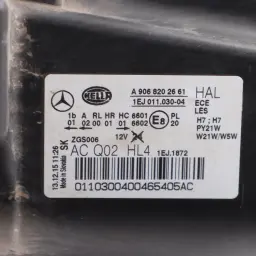 HELLA
A 906 820 26 61
1EJ 011.030-04
HAL
ECE
LES
H7 ; H7
PY21W
W21W/W5W
1b A RL HR HC 6601 PL
01 02 00 01 01 6602 E8 20
12V
ZGS006
AC Q02 HL4 1EJ.1872
SK
13.12.15 11:26
Made in Slovakia
0110300400465405AC